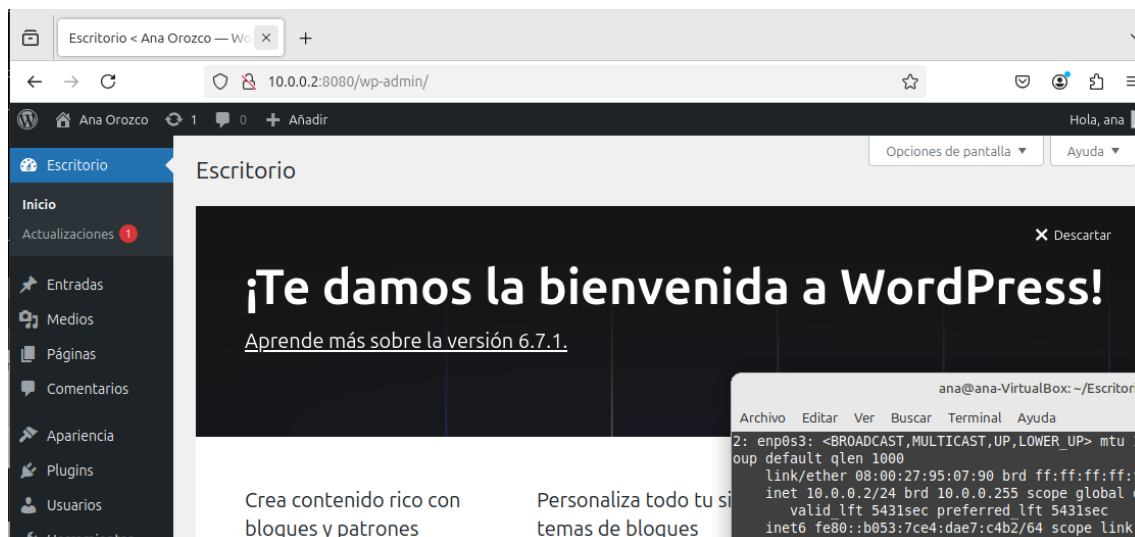 Escritorio < Ana Orozco — Wo
10.0.0.2:8080/wp-admin/
Ana Orozco 1 0 + Añadir Hola, ana
Escritorio
Inicio
Actualizaciones 1
Entradas
Medios
Páginas
Comentarios
Apariencia
Plugins
Usuarios
Escritorio
Opciones de pantalla ▼ Ayuda ▼
Descartar
¡Te damos la bienvenida a WordPress!
Aprende más sobre la versión 6.7.1.
Crea contenido rico con
bloques y patrones
Personaliza todo tu si
temas de bloques
ana@ana-VirtualBox: ~/Escritor
Archivo Editar Ver Buscar Terminal Ayuda
2: enp0s3: <BROADCAST,MULTICAST,UP,LOWER_UP> mtu
oup default qlen 1000
link/ether 08:00:27:95:07:90 brd ff:ff:ff:ff:
inet 10.0.0.2/24 brd 10.0.0.255 scope global
valid_lft 5431sec preferred_lft 5431sec
inet6 fe80::b053:7ce4:dae7:c4b2/64 scope link